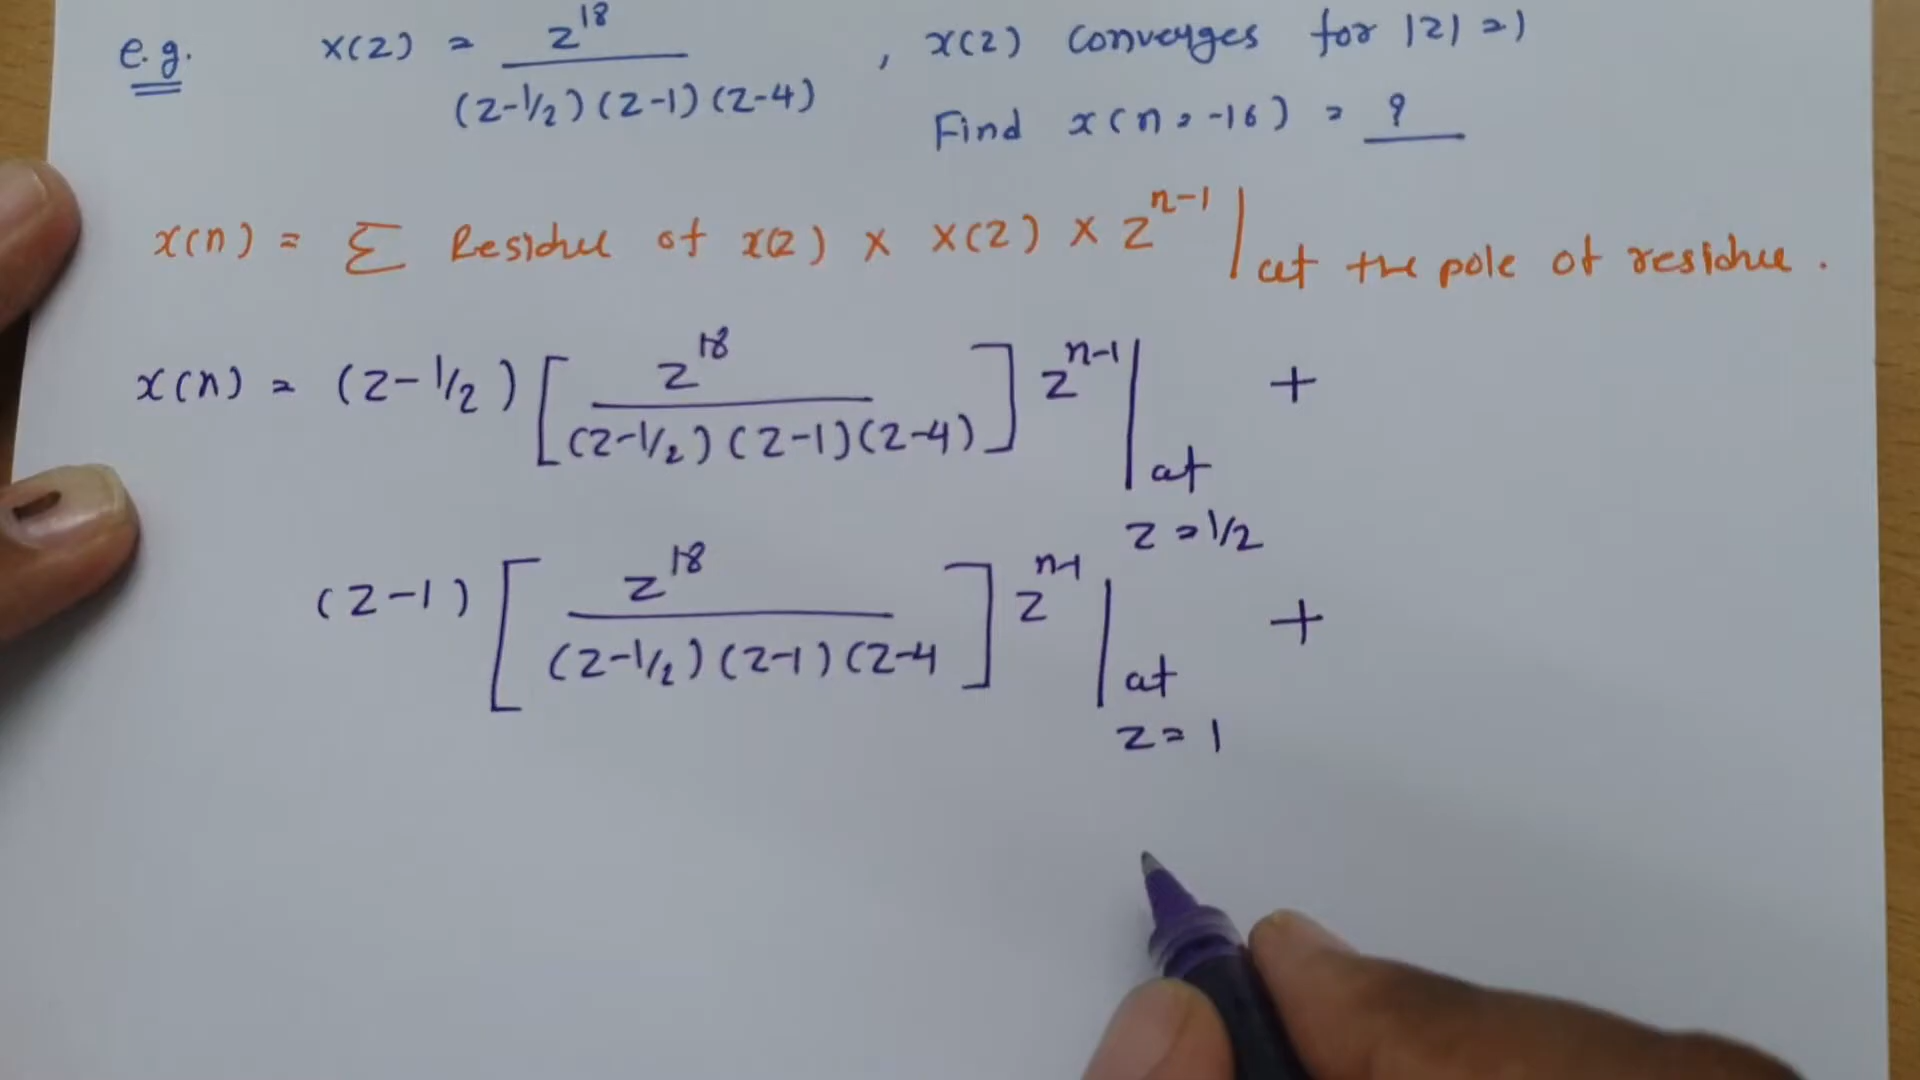 e.g. X(z) = z^18 / (z-1/2)(z-1)(z-4) , x(z) converges for |z| = 1
Find x(n = -16) = ?
x(n) = Σ Residue of x(z) × X(z) × z^n-1 | at the pole of residue.
x(n) = (z-1/2) [ z^18 / (z-1/2)(z-1)(z-4) ] z^n-1 | at z = 1/2 +
(z-1) [ z^18 / (z-1/2)(z-1)(z-4 ] z^n-1 | at z = 1 +